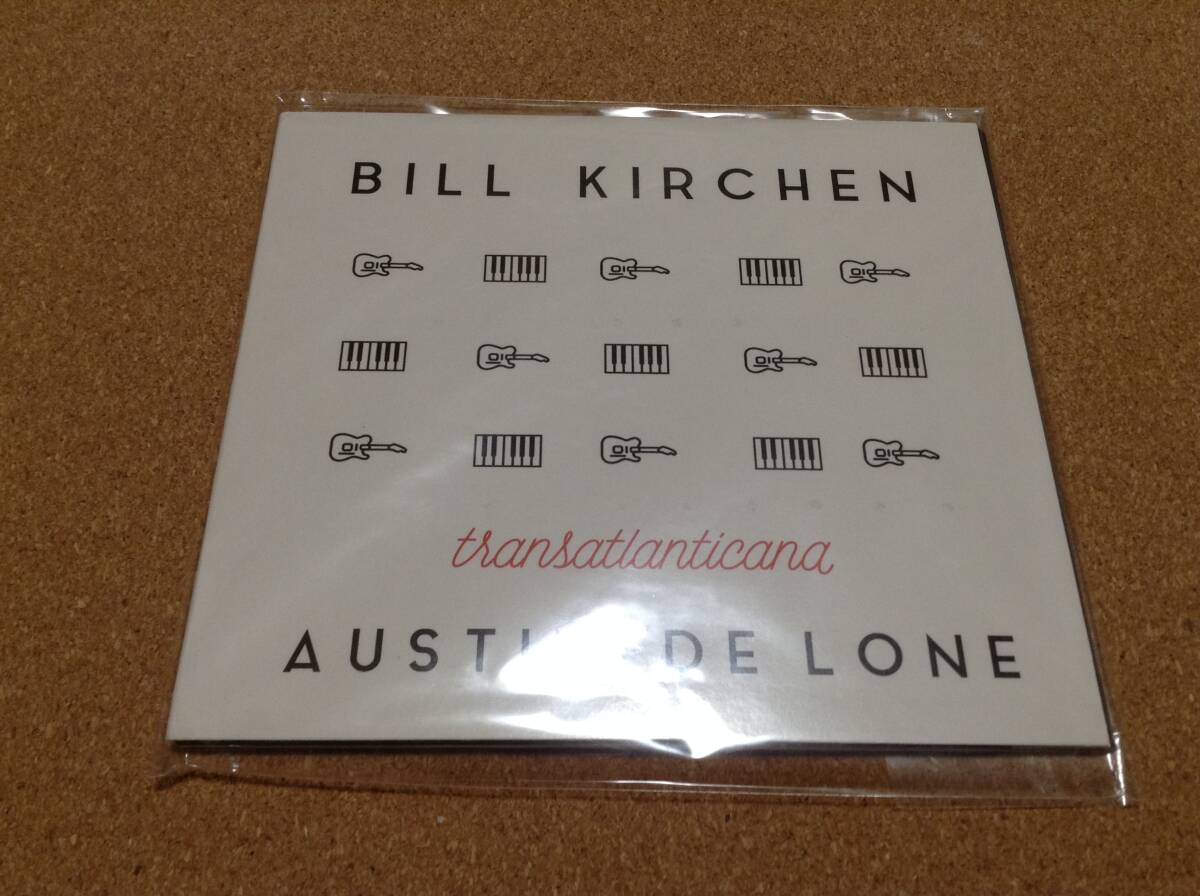 BILL KIRCHEN
transatlanticana
AUSTIN DE LONE